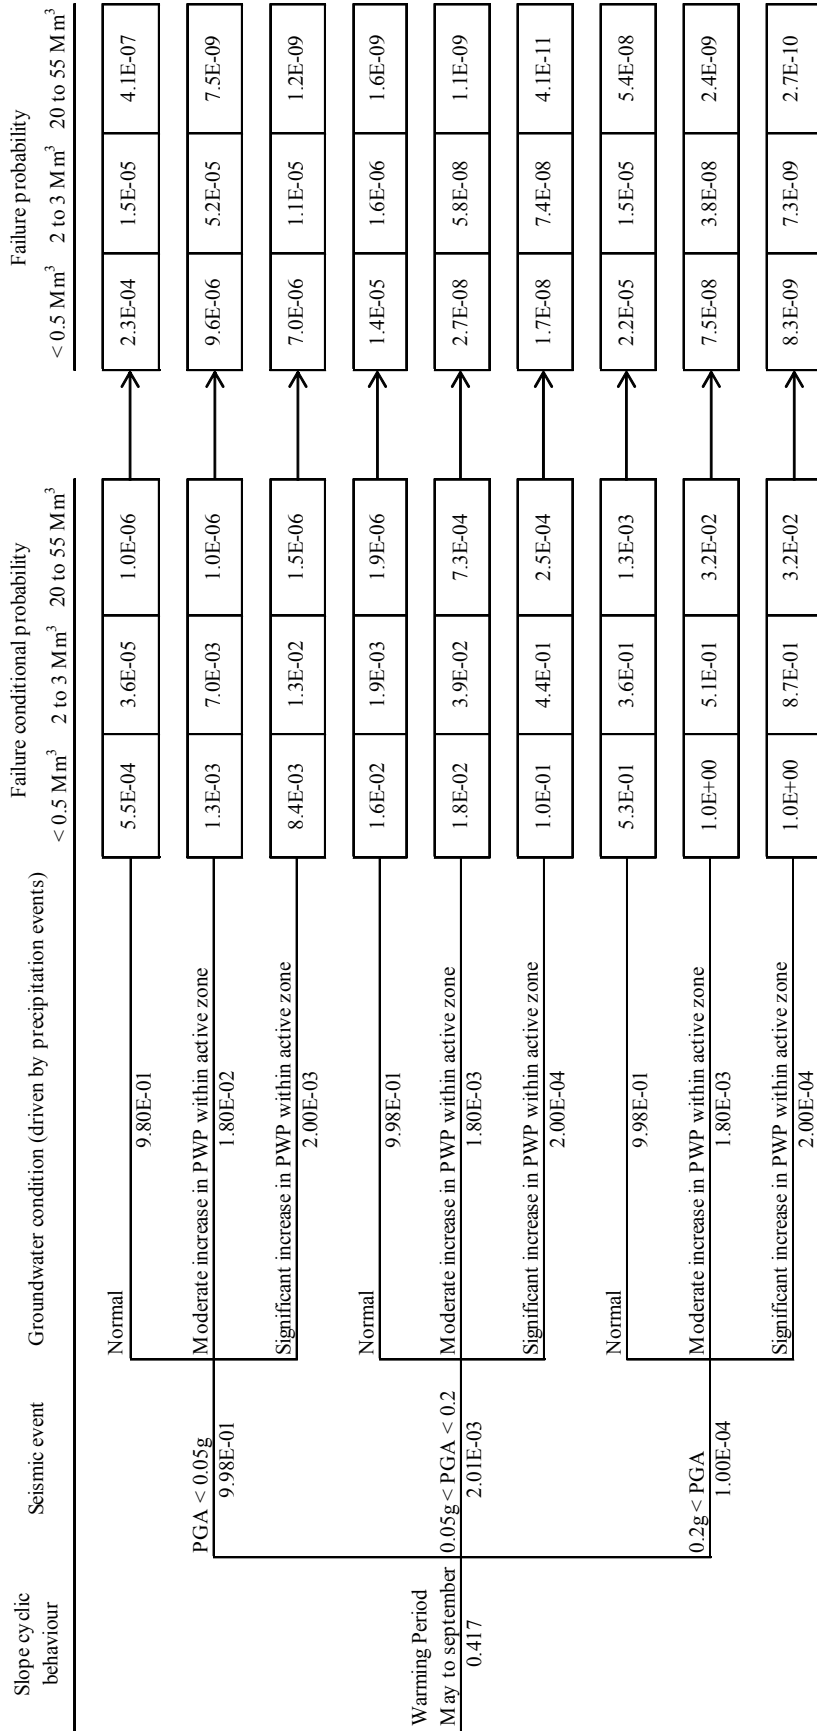 Slope cyclic
behaviour
Seismic event
Groundwater condition (driven by precipitation events)
Failure conditional probability
< 0.5 Mm³ 2 to 3 Mm³ 20 to 55 Mm³
Failure probability
< 0.5 Mm³ 2 to 3 Mm³ 20 to 55 Mm³
Warming Period
May to september
0.417
PGA < 0.05g
9.98E-01
Normal
9.80E-01
5.5E-04 3.6E-05 1.0E-06 2.3E-04 1.5E-05 4.1E-07
Moderate increase in PWP within active zone
1.80E-02
1.3E-03 7.0E-03 1.0E-06 9.6E-06 5.2E-05 7.5E-09
Significant increase in PWP within active zone
2.00E-03
8.4E-03 1.3E-02 1.5E-06 7.0E-06 1.1E-05 1.2E-09
0.05g < PGA < 0.2
2.01E-03
Normal
9.98E-01
1.6E-02 1.9E-03 1.9E-06 1.4E-05 1.6E-06 1.6E-09
Moderate increase in PWP within active zone
1.80E-03
1.8E-02 3.9E-02 7.3E-04 2.7E-08 5.8E-08 1.1E-09
Significant increase in PWP within active zone
2.00E-04
1.0E-01 4.4E-01 2.5E-04 1.7E-08 7.4E-08 4.1E-11
0.2g < PGA
1.00E-04
Normal
9.98E-01
5.3E-01 3.6E-01 1.3E-03 2.2E-05 1.5E-05 5.4E-08
Moderate increase in PWP within active zone
1.80E-03
1.0E+00 5.1E-01 3.2E-02 7.5E-08 3.8E-08 2.4E-09
Significant increase in PWP within active zone
2.00E-04
1.0E+00 8.7E-01 3.2E-02 8.3E-09 7.3E-09 2.7E-10